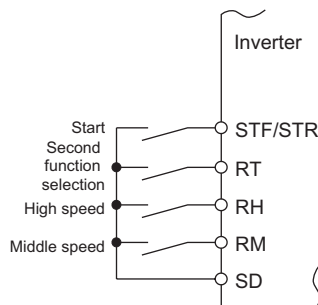 Inverter
Start
STF/STR
Second
function
selection
RT
High speed
RH
Middle speed
RM
SD